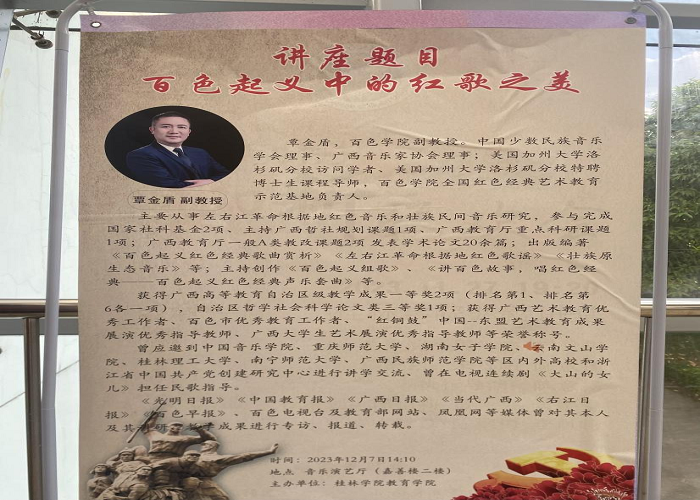 讲座题目
百色起义中的红歌之美
覃金盾 副教授
覃金盾，百色学院副教授。中国少数民族音乐
学会理事、广西音乐家协会理事；美国加州大学洛
杉矶分校访问学者、美国加州大学洛杉矶分校特聘
博士生课程导师，百色学院全国红色经典艺术教育
示范基地负责人。
主要从事左右江革命根据地红色音乐和壮族民间音乐研究，参与完成
国家社科基金2项、主持广西哲社规划课题1项、广西教育厅重点科研课题
1项；广西教育厅一般A类教改课题2项 发表学术论文20余篇；出版编著
《百色起义红色经典歌曲赏析》《左右江革命根据地红色歌谣》《壮族原
生态音乐》等；主持创作《百色起义组歌》、《讲百色故事，唱红色经
典——百色起义红色经典声乐套曲》等。
获得广西高等教育自治区级教学成果一等奖2项（排名第1、排名第
6各一项），自治区哲学社会科学论文类三等奖1项；获得广西艺术教育优
秀工作者、百色市优秀教育工作者、“红铜鼓”中国--东盟艺术教育成果
展演优秀指导教师、广西大学生艺术展演优秀指导教师等荣誉称号。
曾应邀到中国音乐学院、重庆师范大学、湖南女子学院、云南文山学
院、桂林理工大学、南宁师范大学、广西民族师范学院等区内外高校和浙
江省中国共产党创建研究中心进行讲学交流、曾在电视连续剧《大山的女
儿》担任民歌指导。
《光明日报》《中国教育报》《广西日报》《当代广西》《右江日
报》《百色早报》、百色电视台及教育部网站、凤凰网等媒体曾对其本人
及其科研、教学成果进行专访、报道、转载。
时间：2023年12月7日14:10
地点 音乐演艺厅（嘉善楼二楼）
主办单位：桂林学院教育学院